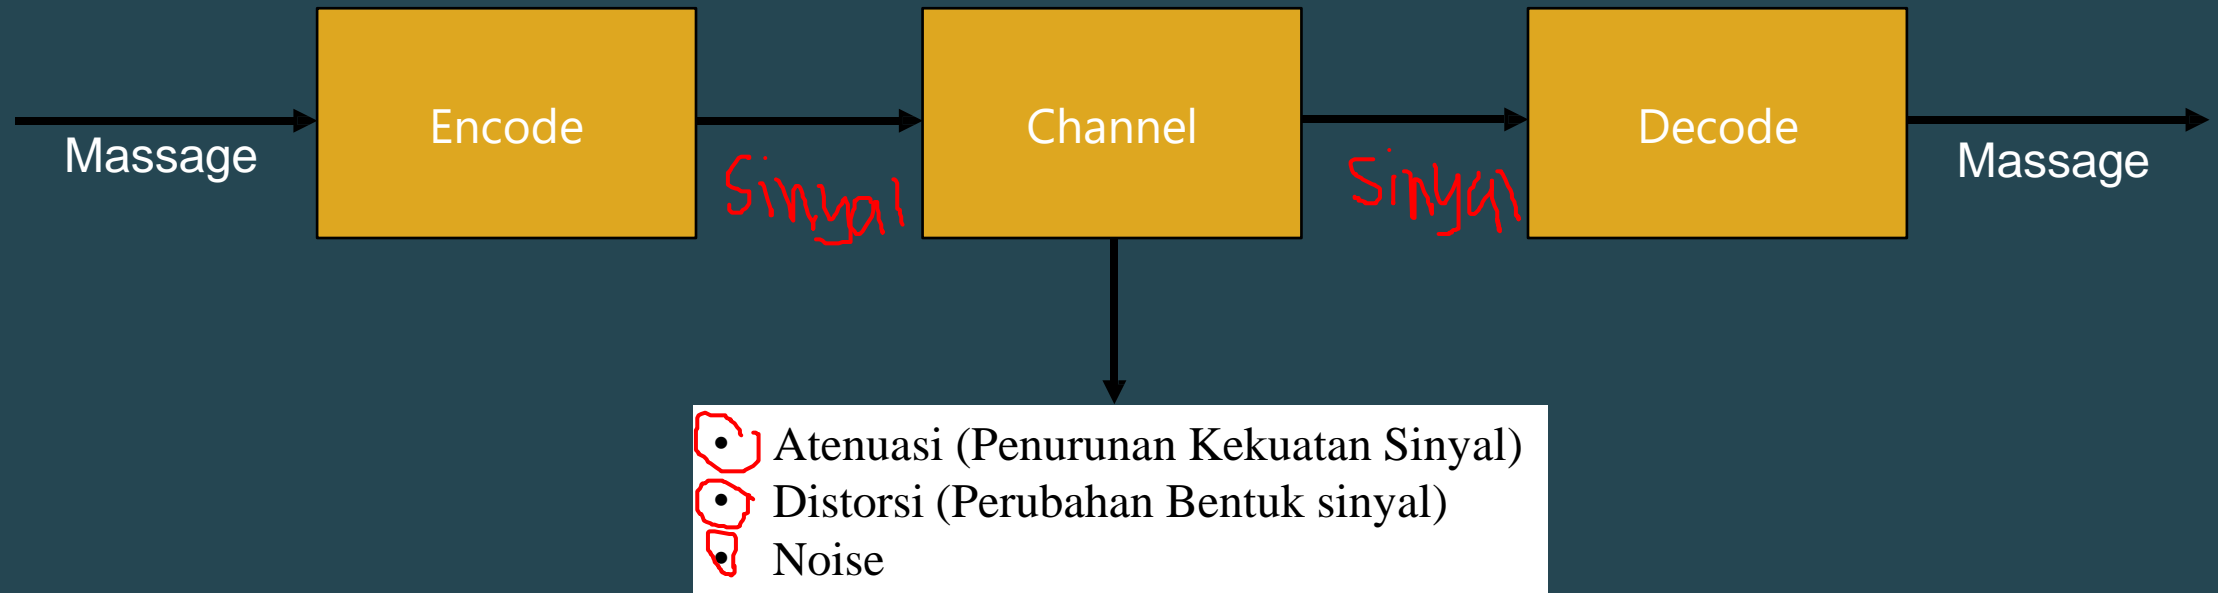 Massage
Encode
Sinyal
Channel
Sinyal
Decode
Massage
• Atenuasi (Penurunan Kekuatan Sinyal)
• Distorsi (Perubahan Bentuk sinyal)
• Noise